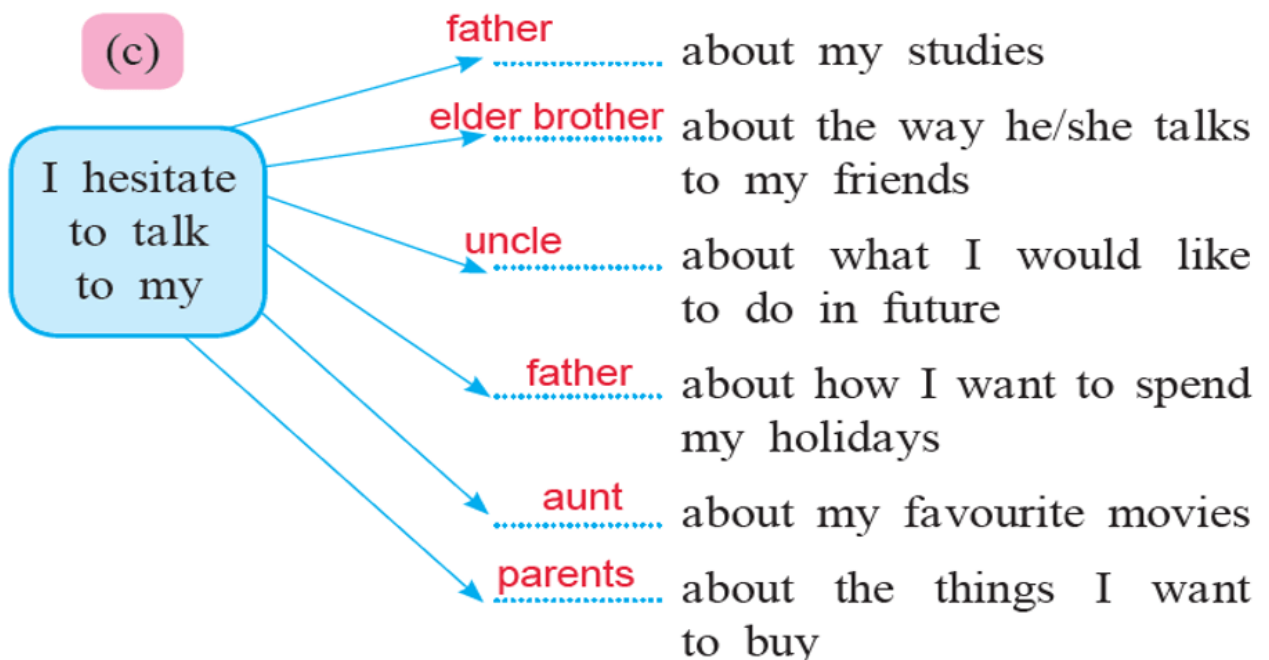 (c)
I hesitate
to talk
to my
father about my studies
elder brother about the way he/she talks
to my friends
uncle about what I would like
to do in future
father about how I want to spend
my holidays
aunt about my favourite movies
parents about the things I want
to buy